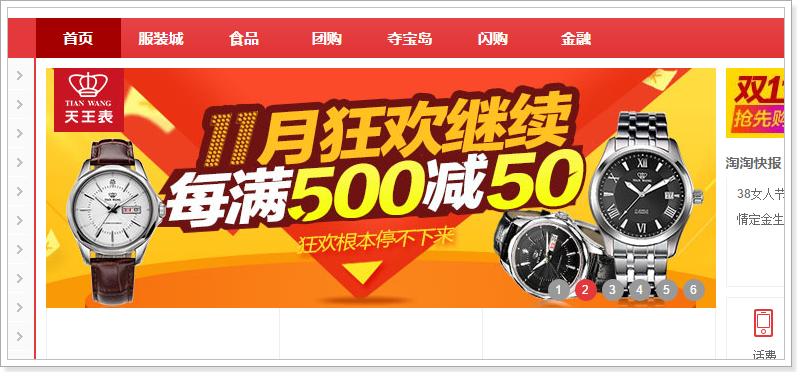 首页 服装城 食品 团购 夺宝岛 闪购 金融
TIAN WANG
天王表
11月狂欢继续
每满500减50
狂欢根本停不下来
1 2 3 4 5 6
双11
抢先购
淘淘快报
38女人节
情定金生
话费